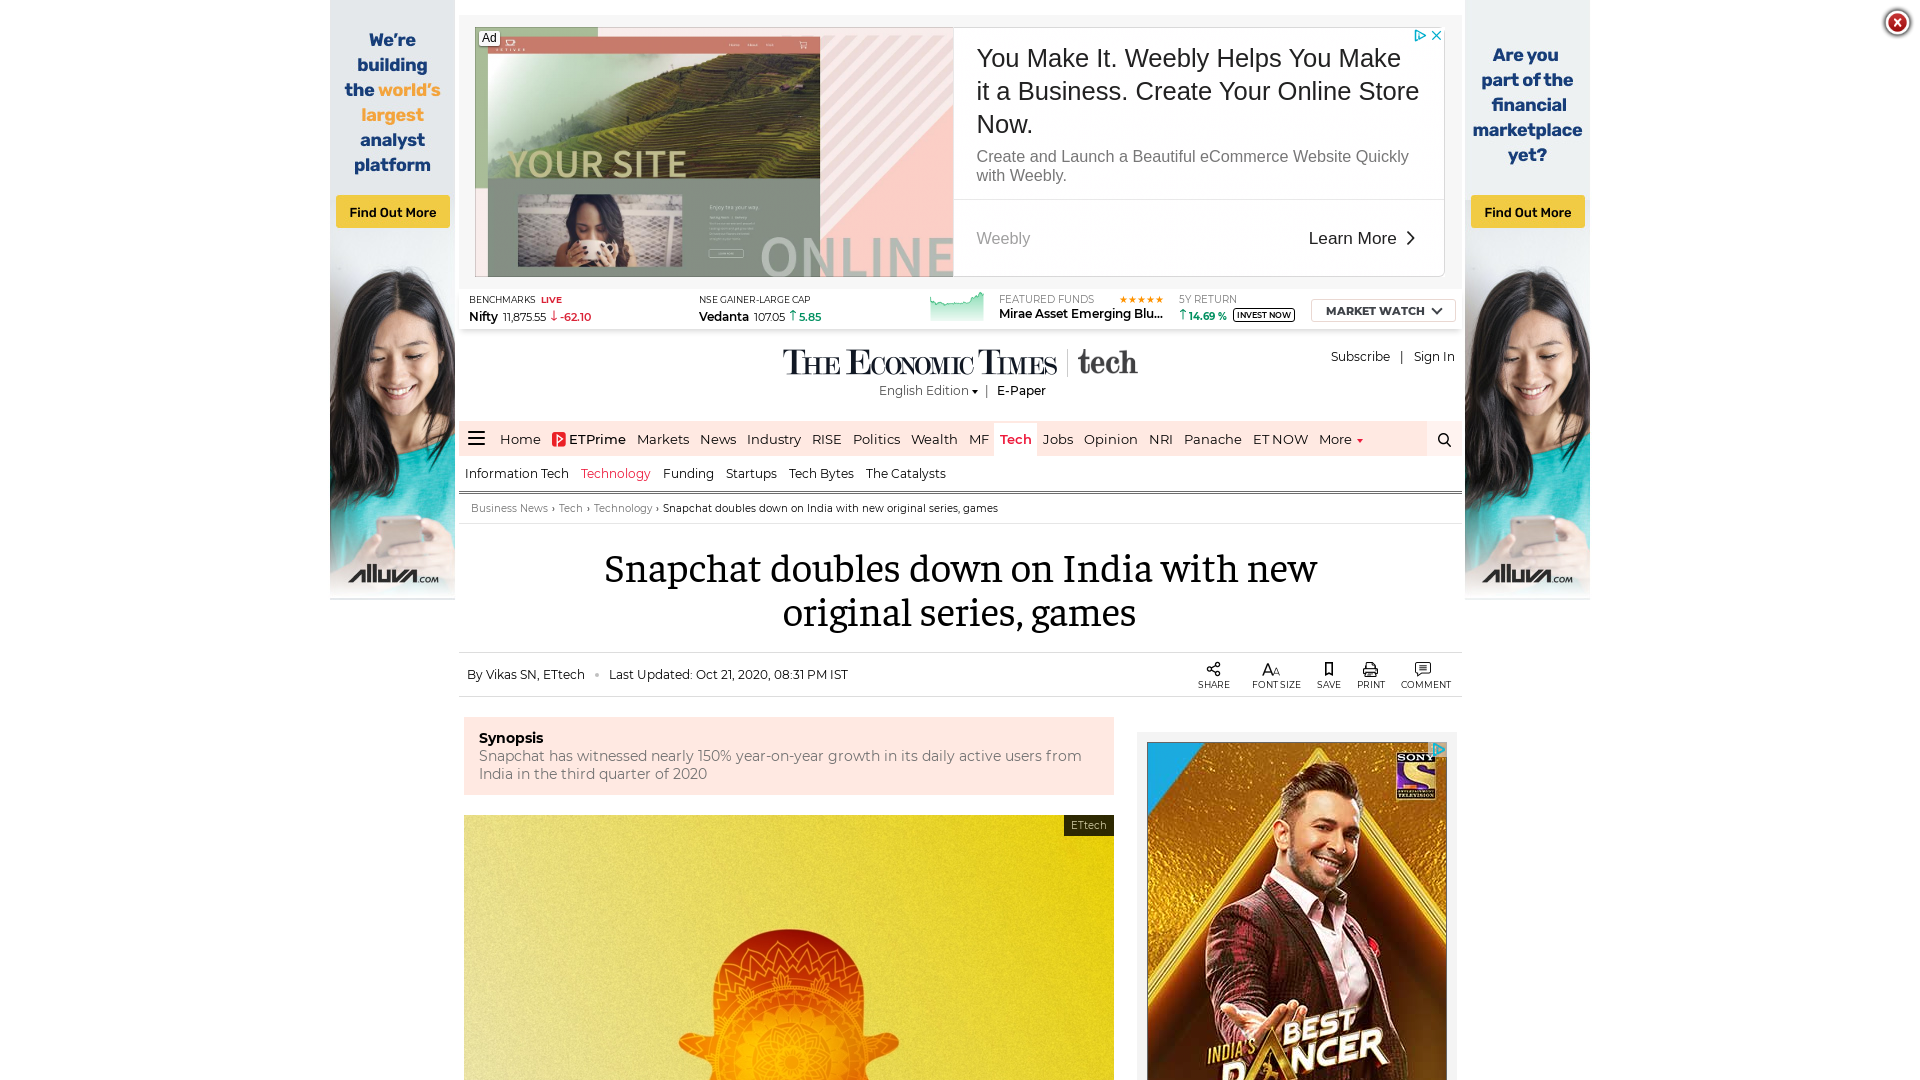 We're
building
the world's
largest
analyst
platform
Find Out More
alluva.com
Ad
YOUR SITE
ONLINE
You Make It. Weebly Helps You Make
it a Business. Create Your Online Store
Now.
Create and Launch a Beautiful eCommerce Website Quickly
with Weebly.
Weebly
Learn More
Are you
part of the
financial
marketplace
yet?
Find Out More
alluva.com
BENCHMARKS LIVE
Nifty 11,875.55 -62.10
NSE GAINER-LARGE CAP
Vedanta 107.05 5.85
FEATURED FUNDS ★★★★★
Mirae Asset Emerging Blu...
5Y RETURN
14.69 % INVEST NOW
MARKET WATCH
THE ECONOMIC TIMES | tech
English Edition | E-Paper
Subscribe | Sign In
Home ETPrime Markets News Industry RISE Politics Wealth MF Tech Jobs Opinion NRI Panache ET NOW More
Information Tech Technology Funding Startups Tech Bytes The Catalysts
Business News › Tech › Technology › Snapchat doubles down on India with new original series, games
Snapchat doubles down on India with new
original series, games
By Vikas SN, ETtech • Last Updated: Oct 21, 2020, 08:31 PM IST
SHARE FONT SIZE SAVE PRINT COMMENT
Synopsis
Snapchat has witnessed nearly 150% year-on-year growth in its daily active users from
India in the third quarter of 2020
ETtech
SONY
ENTERTAINMENT
TELEVISION
INDIA'S
BEST
DANCER